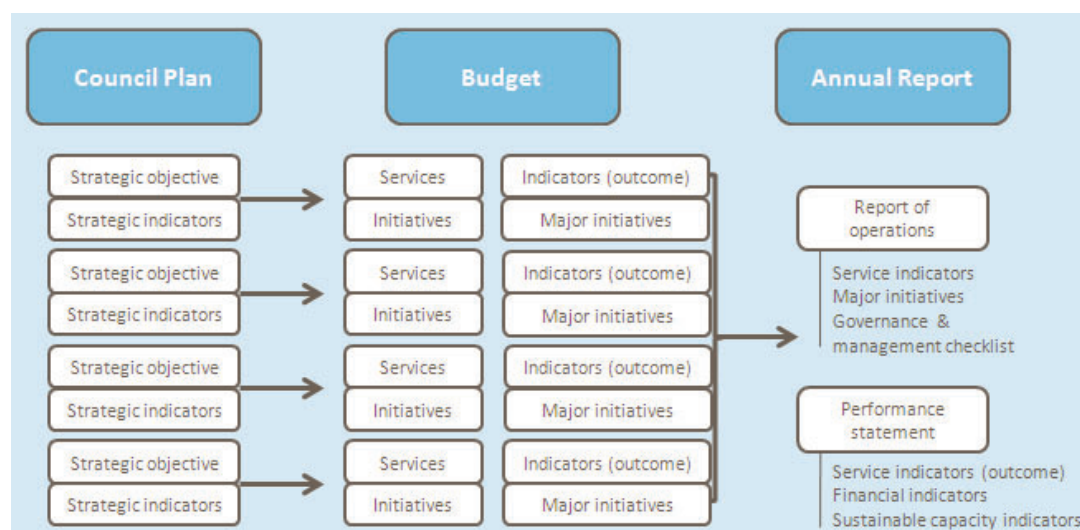 Council Plan
Budget
Annual Report
Strategic objective
Strategic indicators
Services
Initiatives
Indicators (outcome)
Major initiatives
Strategic objective
Strategic indicators
Services
Initiatives
Indicators (outcome)
Major initiatives
Strategic objective
Strategic indicators
Services
Initiatives
Indicators (outcome)
Major initiatives
Strategic objective
Strategic indicators
Services
Initiatives
Indicators (outcome)
Major initiatives
Report of
operations
Service indicators
Major initiatives
Governance &
management checklist
Performance
statement
Service indicators (outcome)
Financial indicators
Sustainable capacity indicators